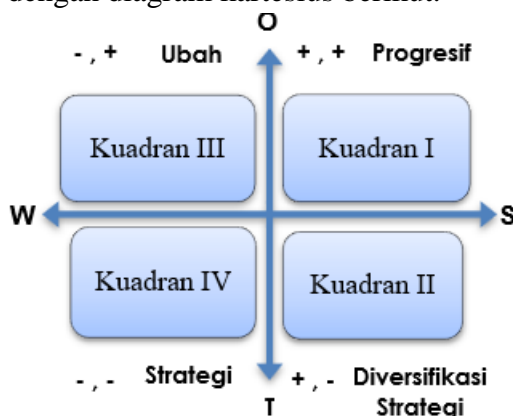 dengan diagram kartesius berikut.
O
- , + Ubah
+ , + Progresif
Kuadran III
Kuadran I
W
S
Kuadran IV
Kuadran II
- , - Strategi
+ , - Diversifikasi
Strategi
T